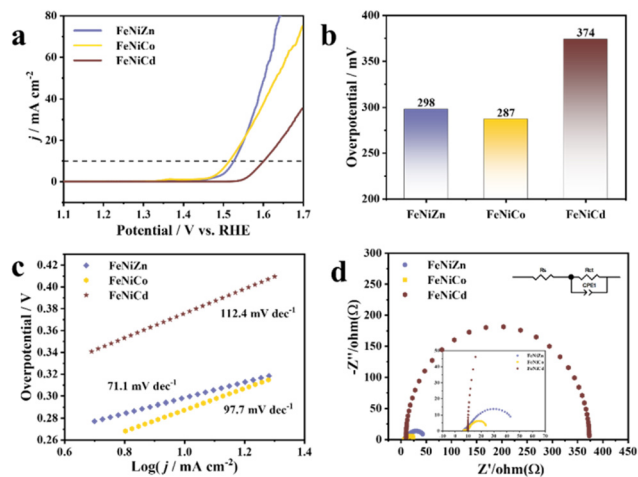 a
FeNiZn
FeNiCo
FeNiCd
80
60
40
20
0
j / mA cm⁻²
1.1 1.2 1.3 1.4 1.5 1.6 1.7
Potential / V vs. RHE
b
400
350
300
250
200
Overpotential / mV
298
287
374
FeNiZn FeNiCo FeNiCd
c
FeNiZn
FeNiCo
FeNiCd
0.42
0.40
0.38
0.36
0.34
0.32
0.30
0.28
0.26
Overpotential / V
112.4 mV dec⁻¹
71.1 mV dec⁻¹
97.7 mV dec⁻¹
0.6 0.8 1.0 1.2 1.4
Log(j / mA cm⁻²)
d
FeNiZn
FeNiCo
FeNiCd
Rs
Rct
CPE1
300
250
200
150
100
50
0
-Z''/ohm(Ω)
FeNiZn
FeNiCo
FeNiCd
0 50 100 150 200 250 300 350 400 450
Z'/ohm(Ω)